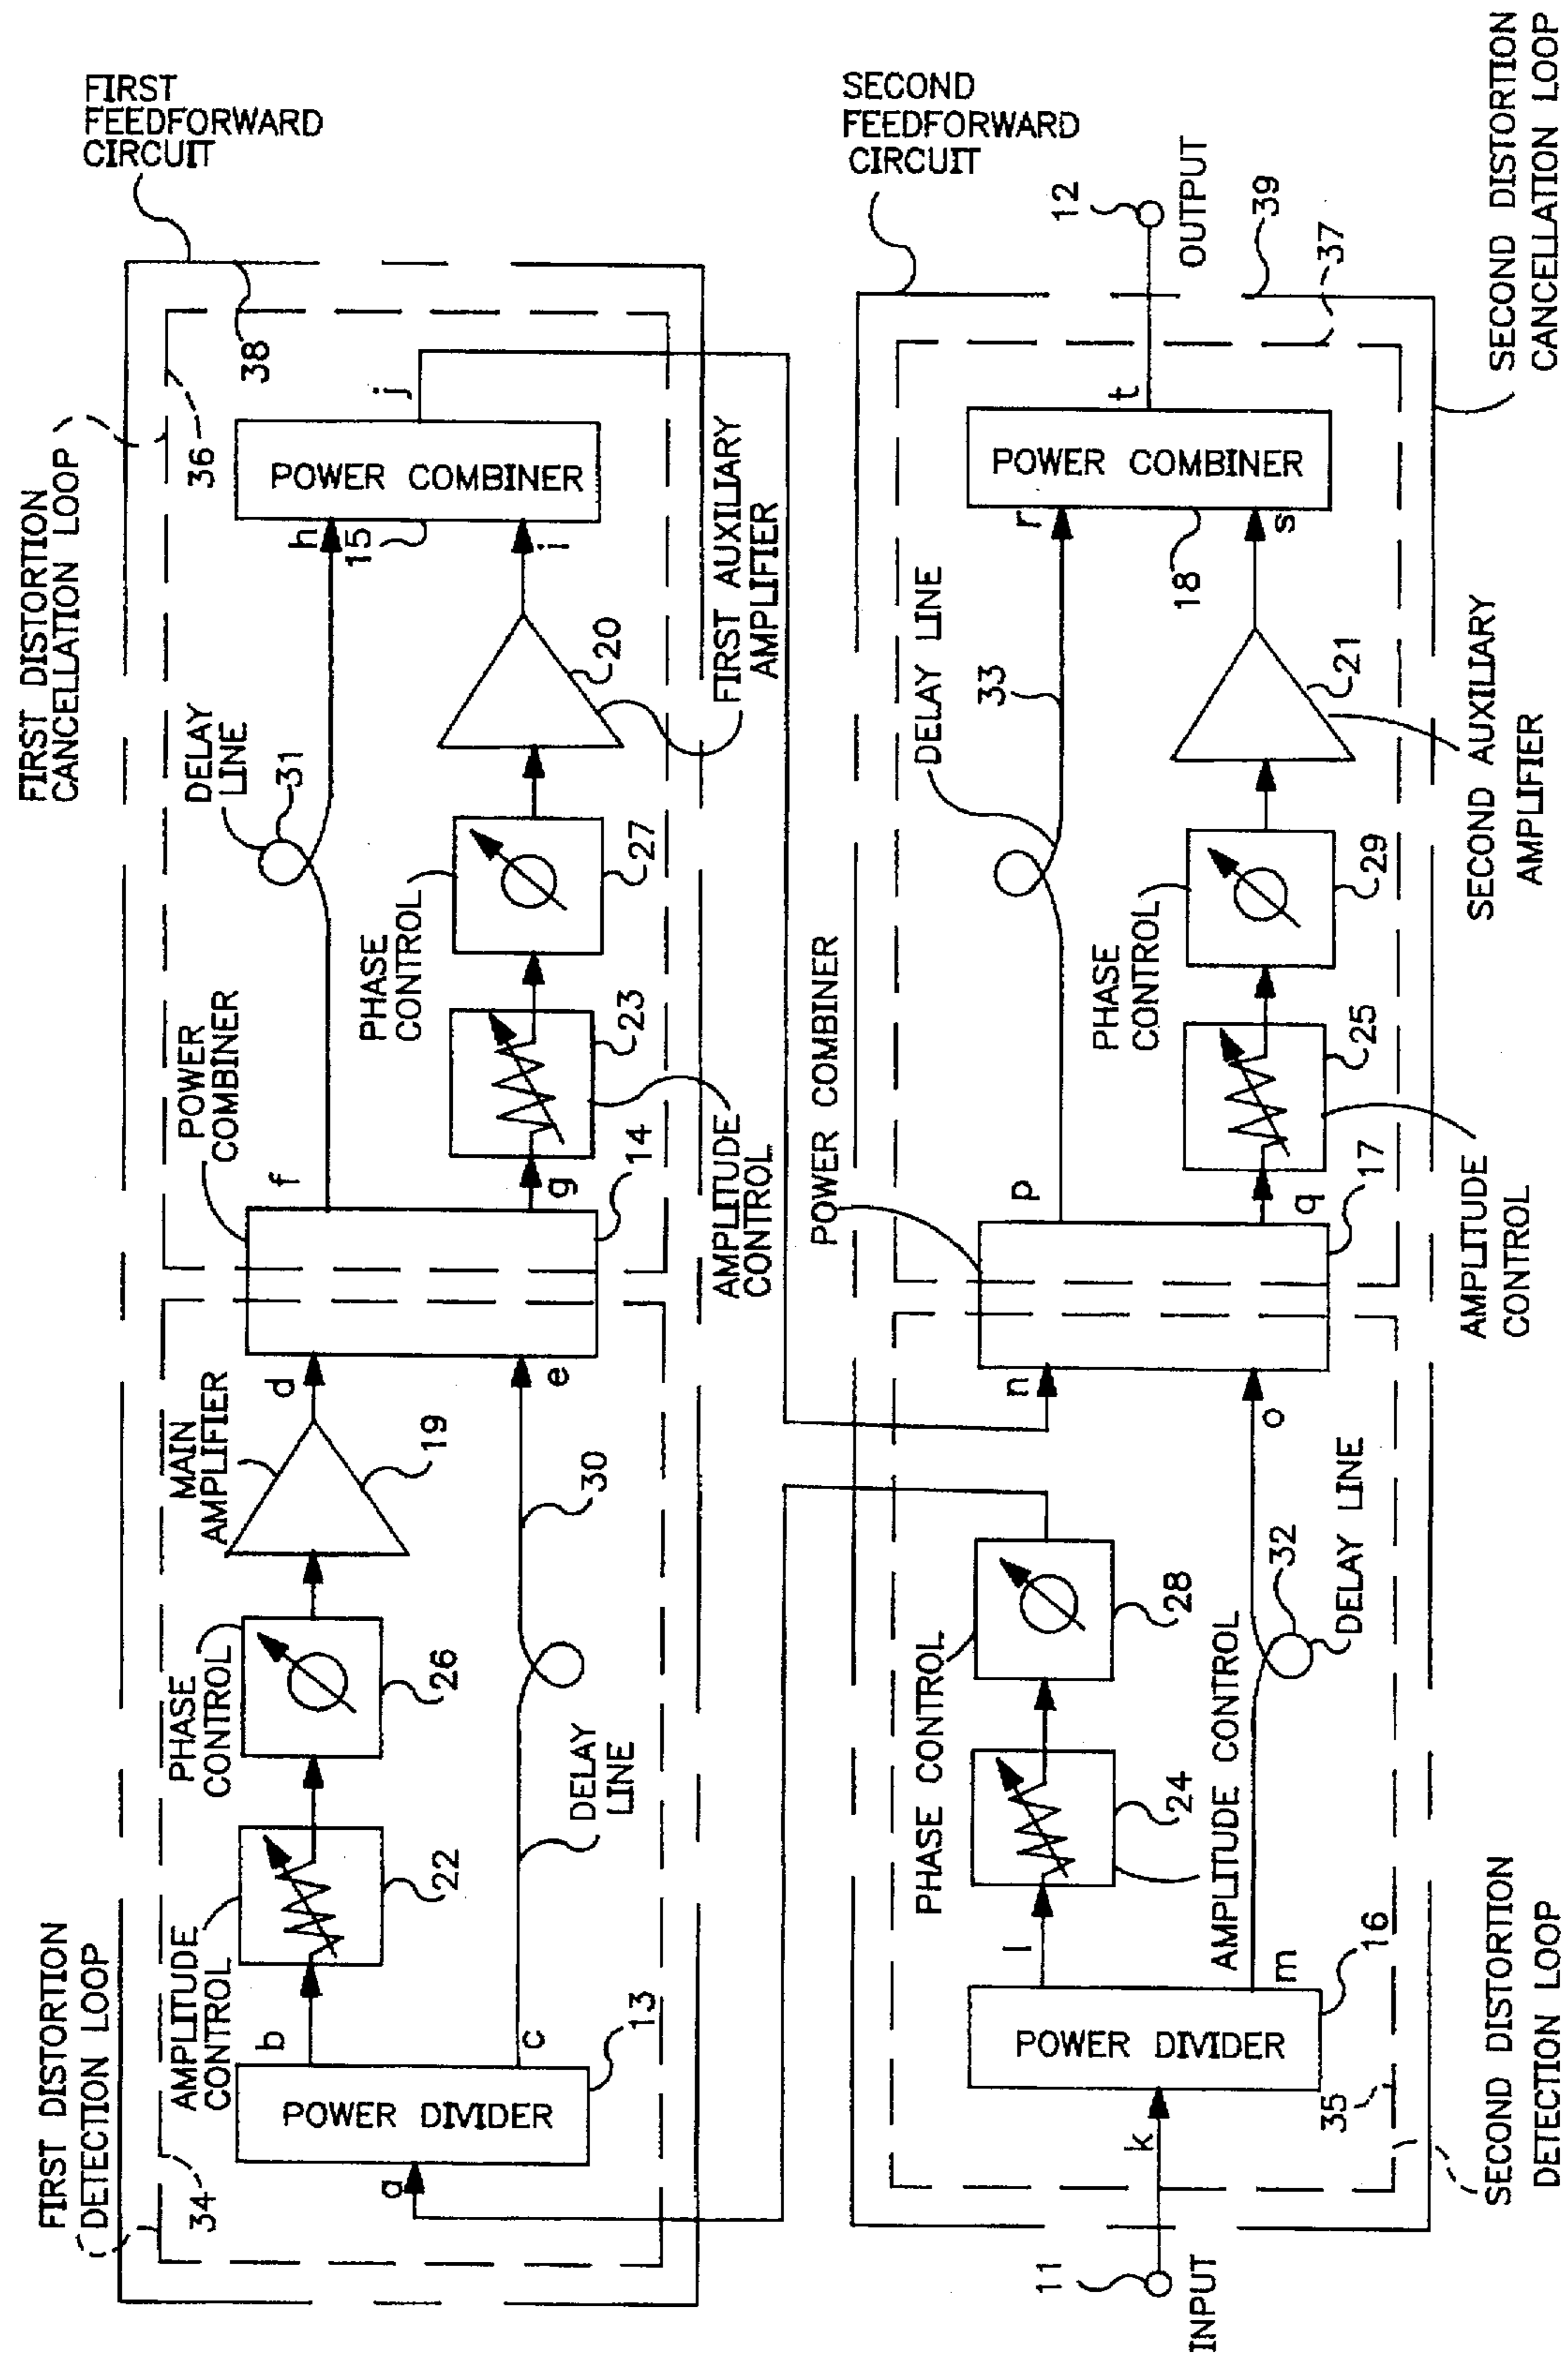 FIRST
FEEDFORWARD
CIRCUIT
38
FIRST DISTORTION
CANCELLATION LOOP
36
FIRST DISTORTION
DETECTION LOOP
34
a
POWER DIVIDER
13
b
c
AMPLITUDE
CONTROL
22
PHASE
CONTROL
26
MAIN
AMPLIFIER
19
DELAY
LINE
30
d
e
POWER
COMBINER
14
f
g
DELAY
LINE
31
AMPLITUDE
CONTROL
23
PHASE
CONTROL
27
20
FIRST AUXILIARY
AMPLIFIER
h
i
15
POWER COMBINER
j
SECOND
FEEDFORWARD
CIRCUIT
39
37
SECOND DISTORTION
CANCELLATION LOOP
SECOND DISTORTION
DETECTION LOOP
35
11
INPUT
k
POWER DIVIDER
16
l
m
AMPLITUDE CONTROL
24
PHASE CONTROL
28
32
DELAY LINE
n
o
POWER COMBINER
17
p
q
DELAY LINE
33
AMPLITUDE
CONTROL
25
PHASE
CONTROL
29
21
SECOND AUXILIARY
AMPLIFIER
r
s
18
POWER COMBINER
t
12
OUTPUT